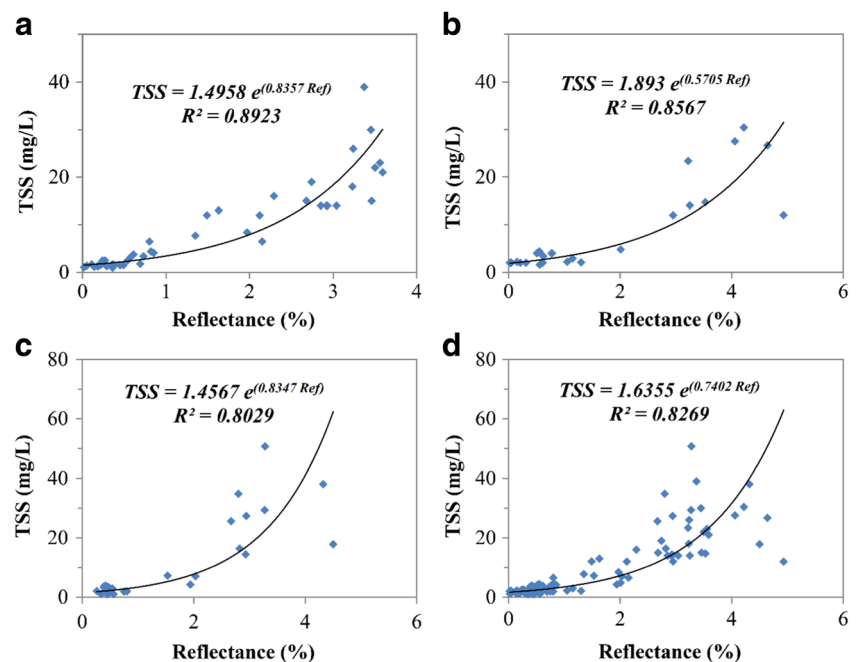 a
TSS = 1.4958 e(0.8357 Ref)
R² = 0.8923
TSS (mg/L)
40
20
0
0 1 2 3 4
Reflectance (%)
b
TSS = 1.893 e(0.5705 Ref)
R² = 0.8567
TSS (mg/L)
40
20
0
0 2 4 6
Reflectance (%)
c
TSS = 1.4567 e(0.8347 Ref)
R² = 0.8029
TSS (mg/L)
80
60
40
20
0
0 2 4 6
Reflectance (%)
d
TSS = 1.6355 e(0.7402 Ref)
R² = 0.8269
TSS (mg/L)
80
60
40
20
0
0 2 4 6
Reflectance (%)